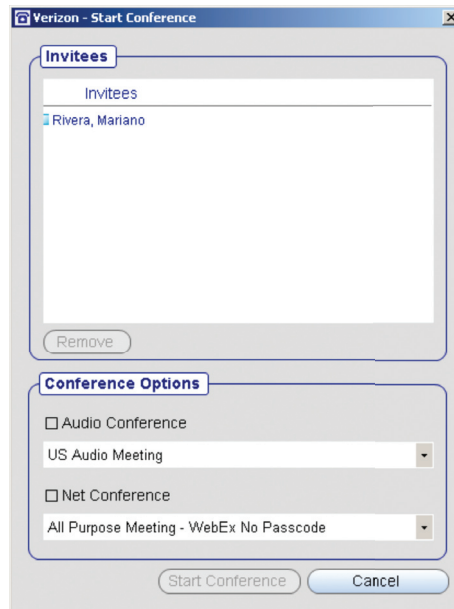 Verizon - Start Conference
Invitees
Invitees
Rivera, Mariano
Remove
Conference Options
Audio Conference
US Audio Meeting
Net Conference
All Purpose Meeting - WebEx No Passcode
Start Conference Cancel